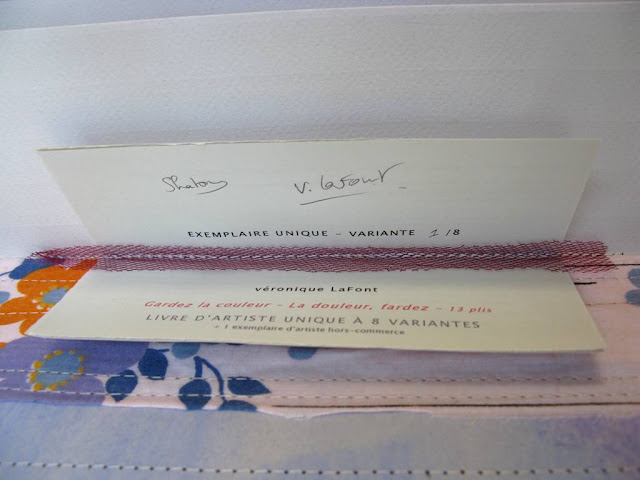 Shalom V. LaFont
EXEMPLAIRE UNIQUE – VARIANTE 1 /8
véronique LaFont
Gardez la couleur – La douleur, fardez – 13 plis
LIVRE D'ARTISTE UNIQUE À 8 VARIANTES
+ 1 exemplaire d'artiste hors-commerce